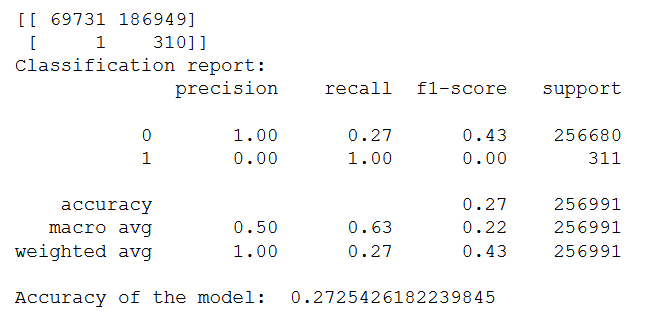 [[ 69731 186949]
[ 1 310]]
Classification report:
precision recall f1-score support
0 1.00 0.27 0.43 256680
1 0.00 1.00 0.00 311
accuracy 0.27 256991
macro avg 0.50 0.63 0.22 256991
weighted avg 1.00 0.27 0.43 256991
Accuracy of the model: 0.2725426182239845